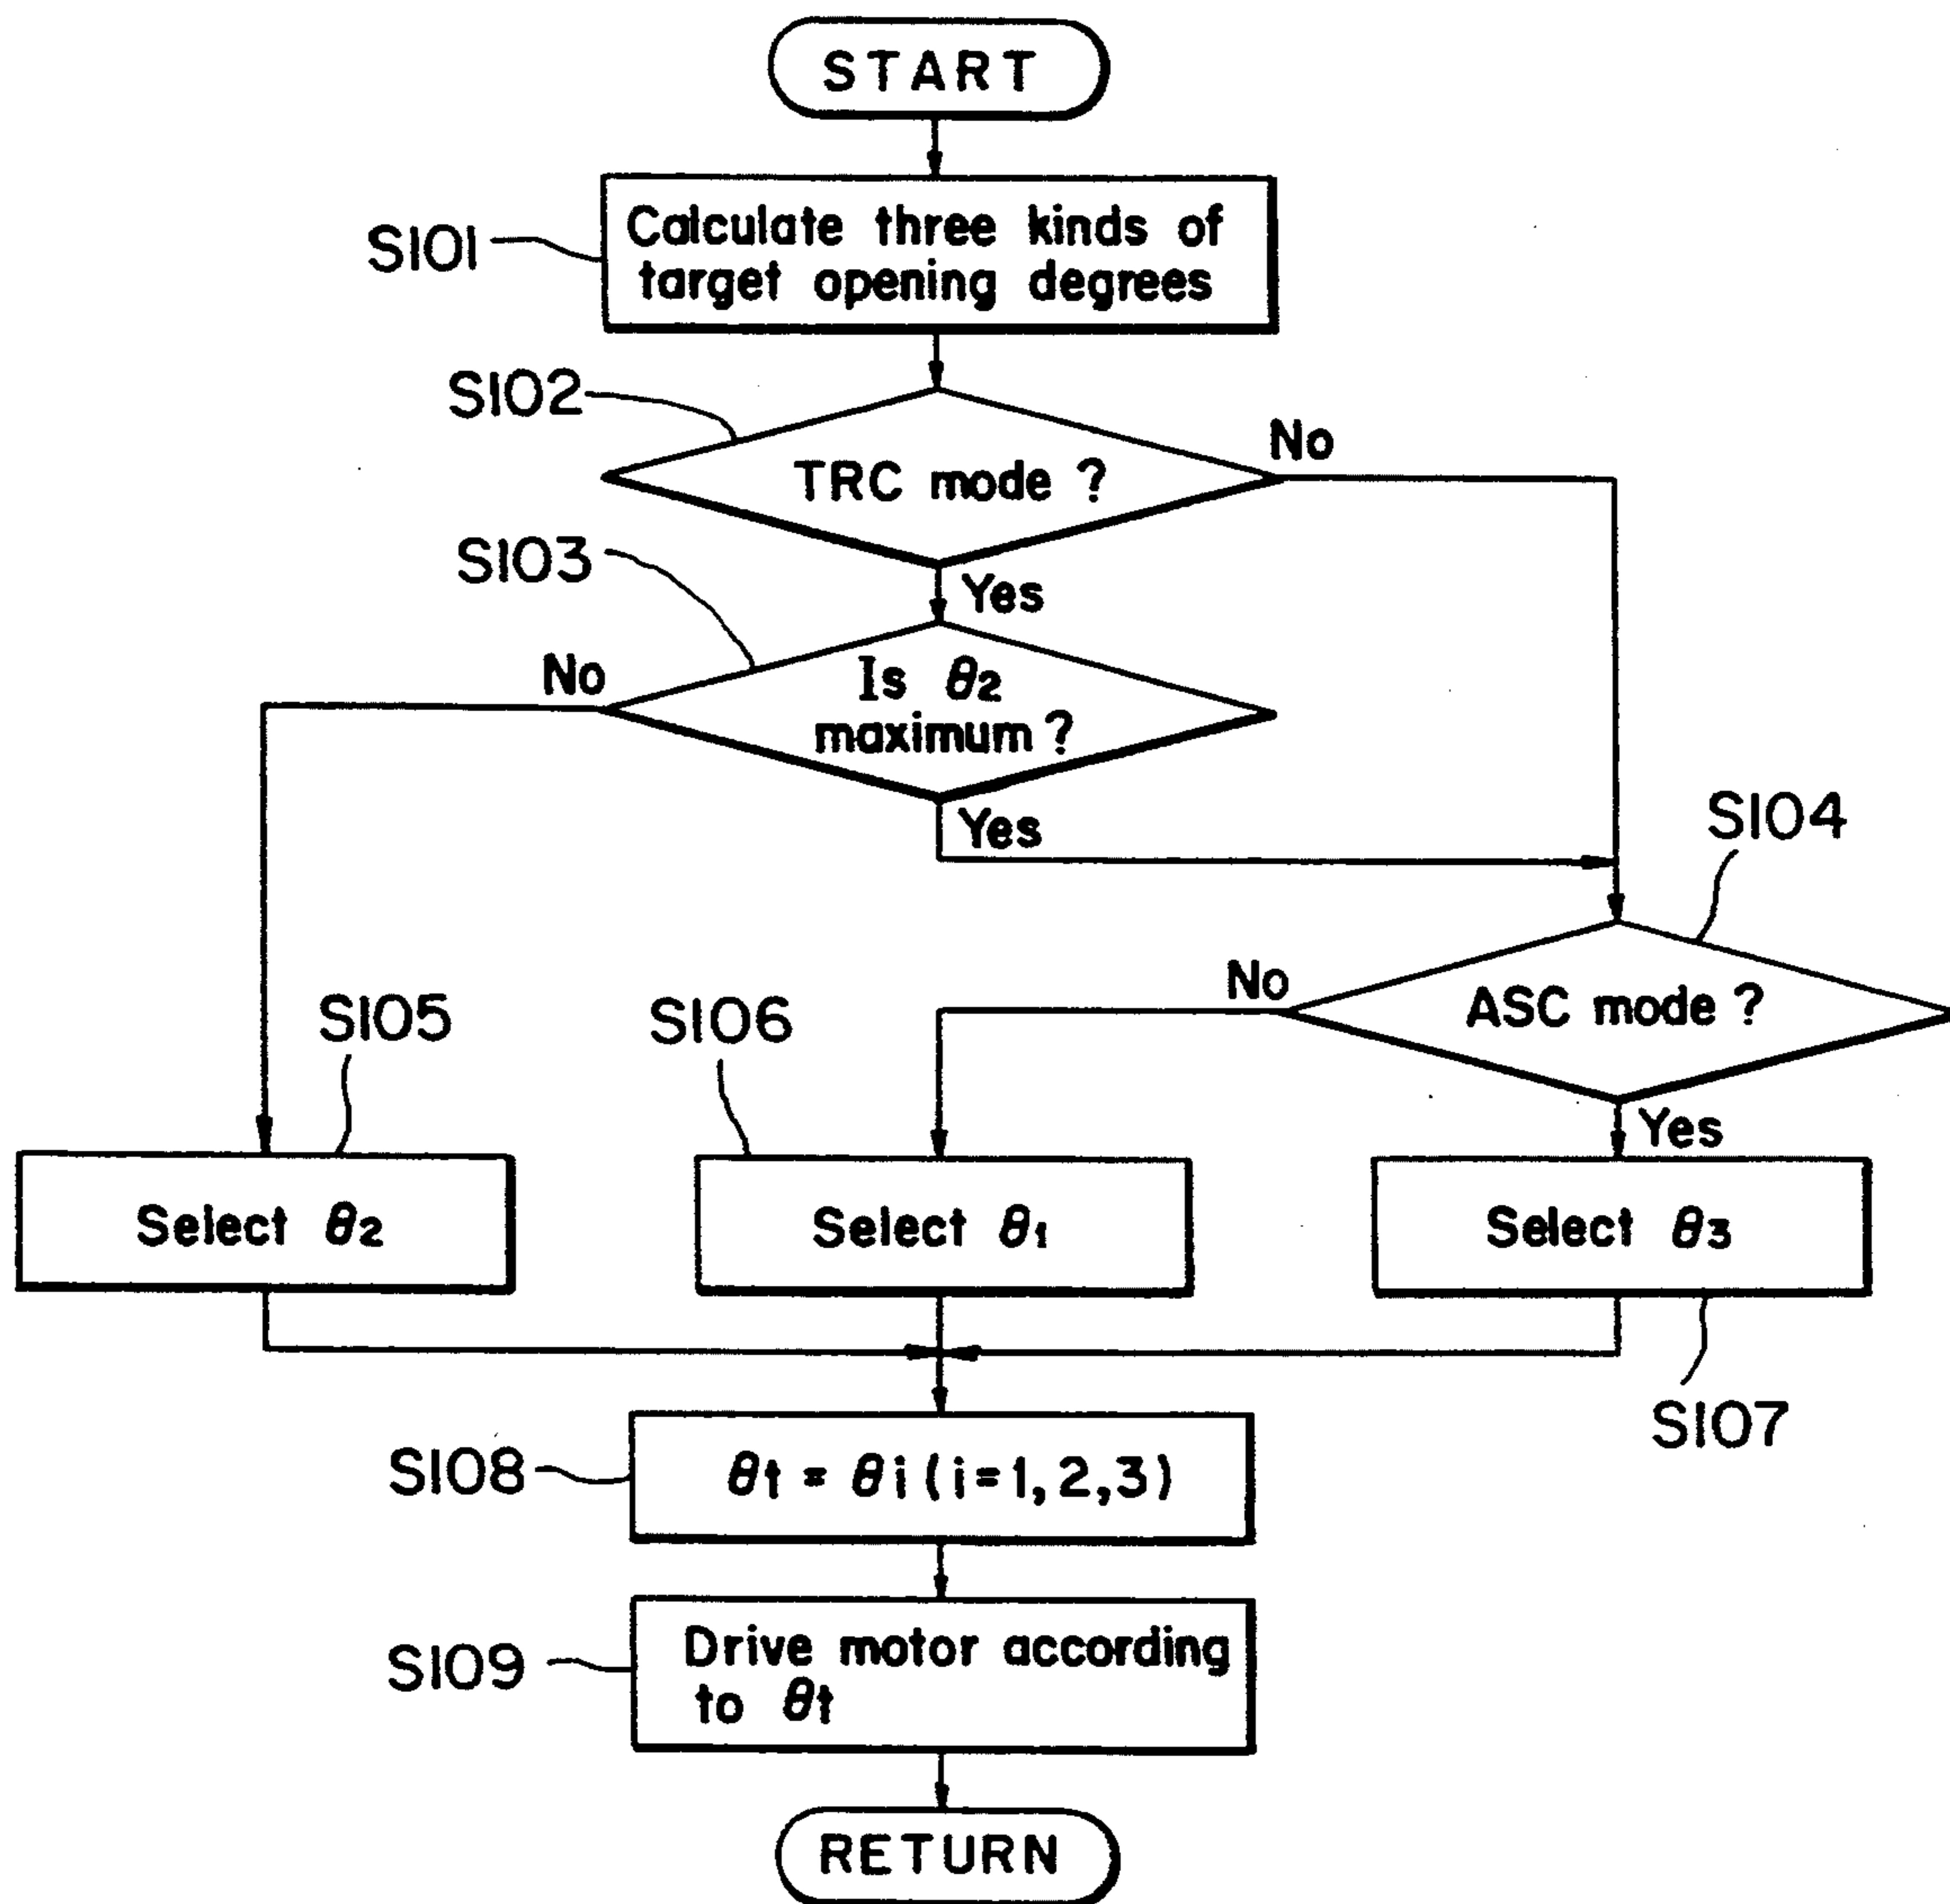 START
S101
Calculate three kinds of
target opening degrees
S102
TRC mode ?
No
Yes
S103
No
Is θ2
maximum ?
Yes
S104
No
ASC mode ?
Yes
S105
S106
Select θ2
Select θ1
Select θ3
S107
S108
θt = θi (i=1,2,3)
S109
Drive motor according
to θt
RETURN